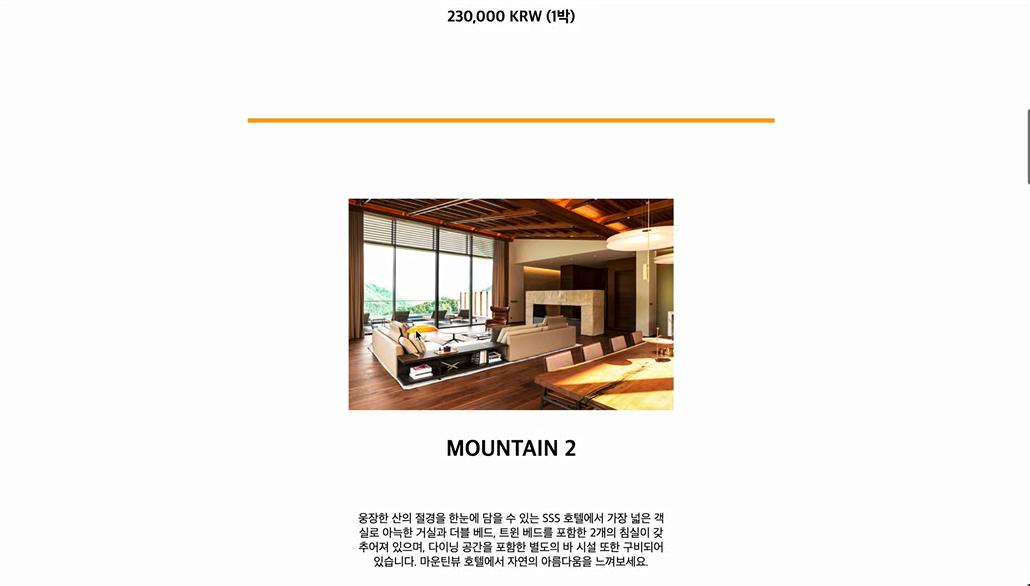 230,000 KRW (1박)
MOUNTAIN 2
웅장한 산의 절경을 한눈에 담을 수 있는 SSS 호텔에서 가장 넓은 객
실로 아늑한 거실과 더블 베드, 트윈 베드를 포함한 2개의 침실이 갖
추어져 있으며, 다이닝 공간을 포함한 별도의 바 시설 또한 구비되어
있습니다. 마운틴뷰 호텔에서 자연의 아름다움을 느껴보세요.